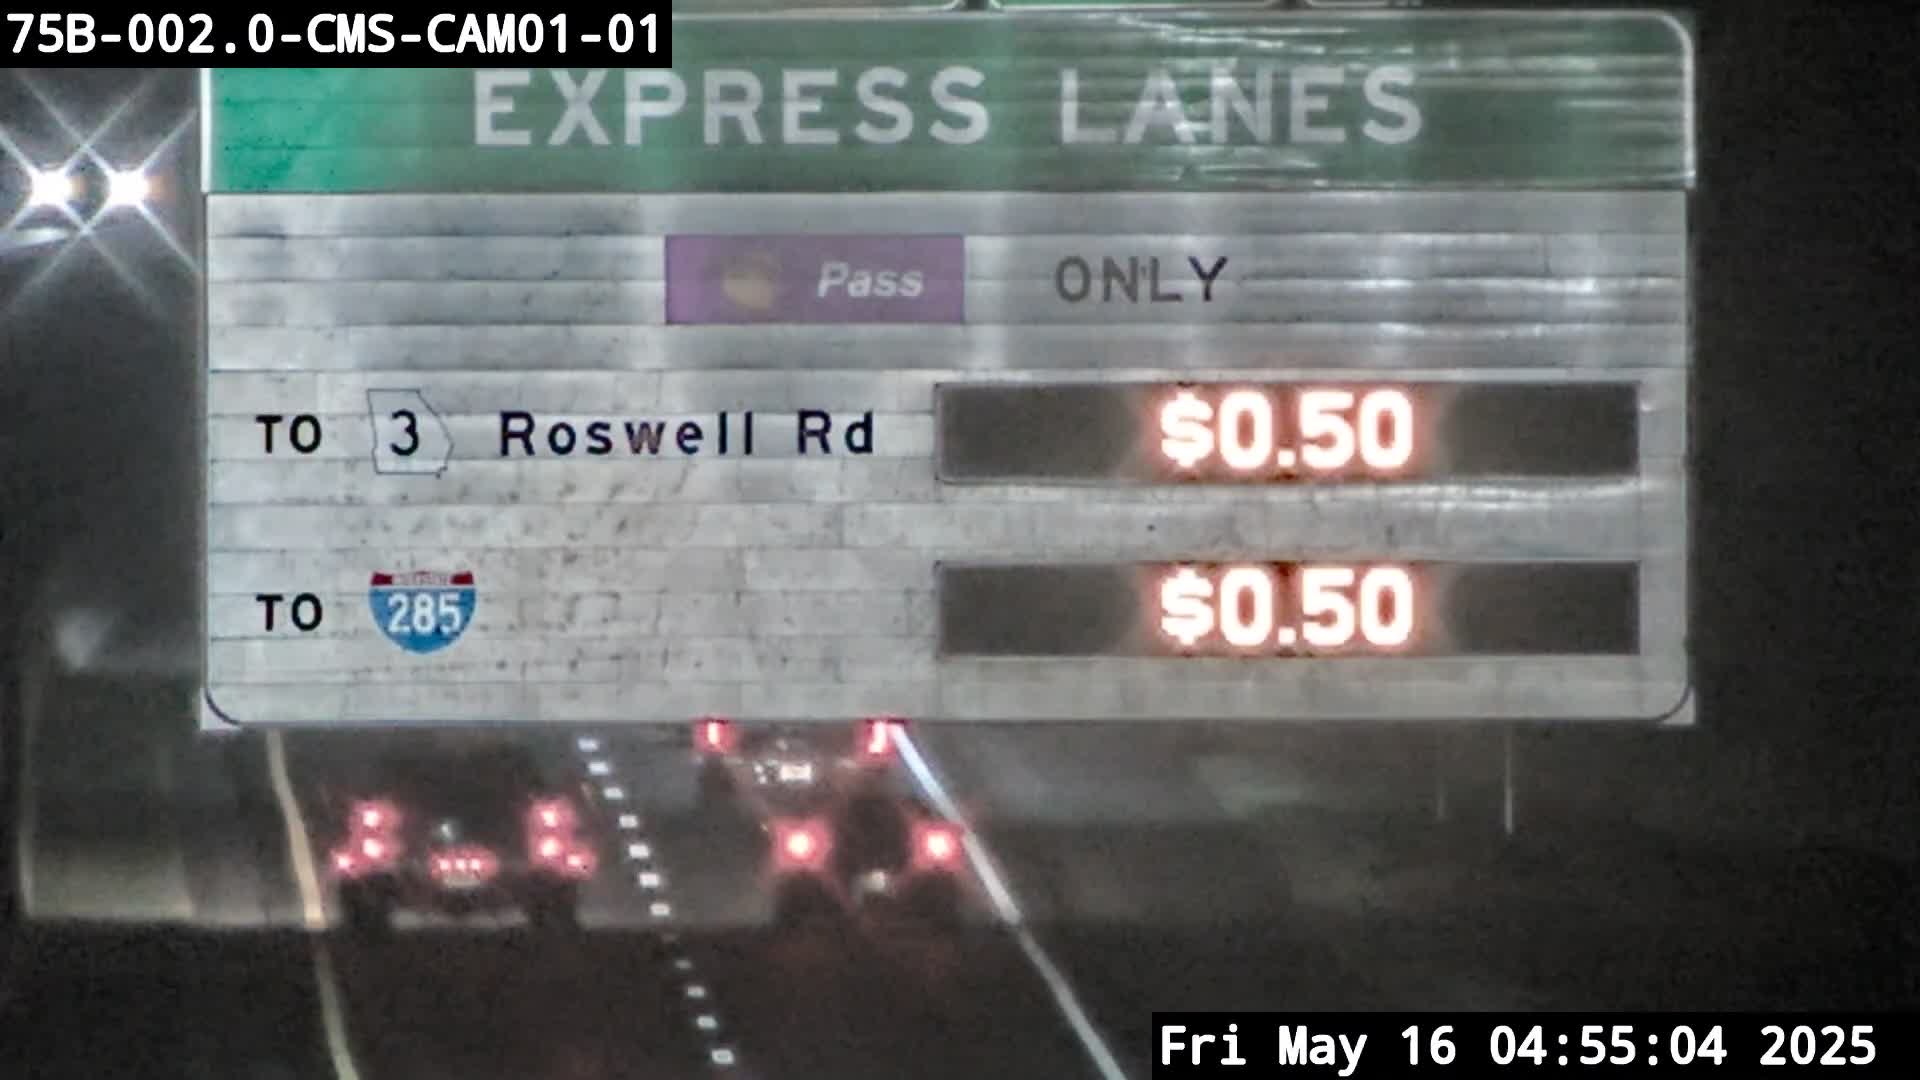 75B-002.0-CMS-CAM01-01
EXPRESS LANES
Pass ONLY
TO 3 Roswell Rd $0.50
TO 285 $0.50
Fri May 16 04:55:04 2025